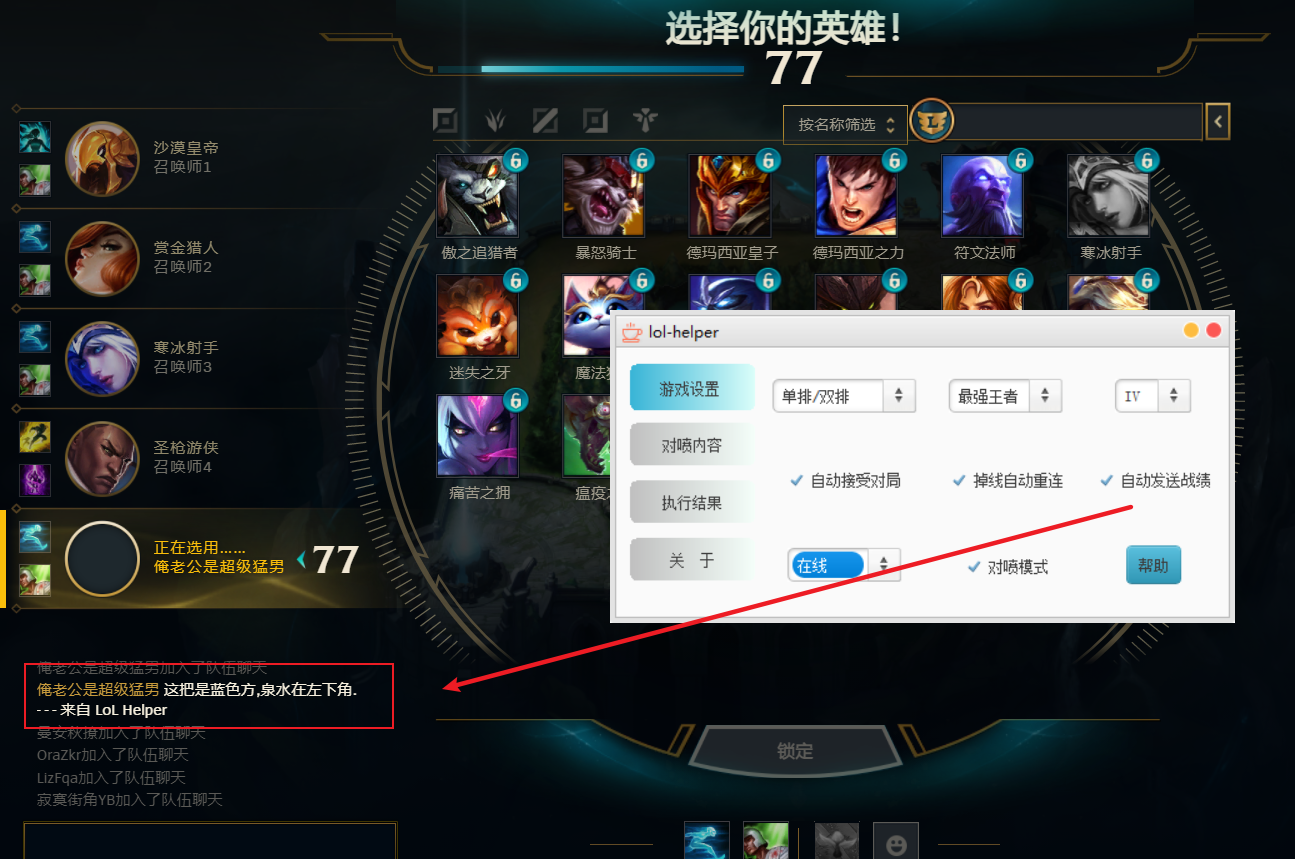 选择你的英雄!
77
按名称筛选
沙漠皇帝
召唤师1
赏金猎人
召唤师2
寒冰射手
召唤师3
圣枪游侠
召唤师4
正在选用......
俺老公是超级猛男
77
6 6 6 6 6 6
傲之追猎者 暴怒骑士 德玛西亚皇子 德玛西亚之力 符文法师 寒冰射手
6 6 6 6 6 6
迷失之牙 魔法
6
痛苦之拥 瘟疫之
lol-helper
游戏设置 单排/双排 最强王者 IV
对喷内容
自动接受对局 掉线自动重连 自动发送战绩
执行结果
关 于 在线 对喷模式 帮助
俺老公是超级猛男加入了队伍聊天
俺老公是超级猛男 这把是蓝色方,泉水在左下角.
--- 来自 LoL Helper
曼安秋撩加入了队伍聊天
OraZkr加入了队伍聊天
LizFqa加入了队伍聊天
寂寞街角YB加入了队伍聊天
锁定